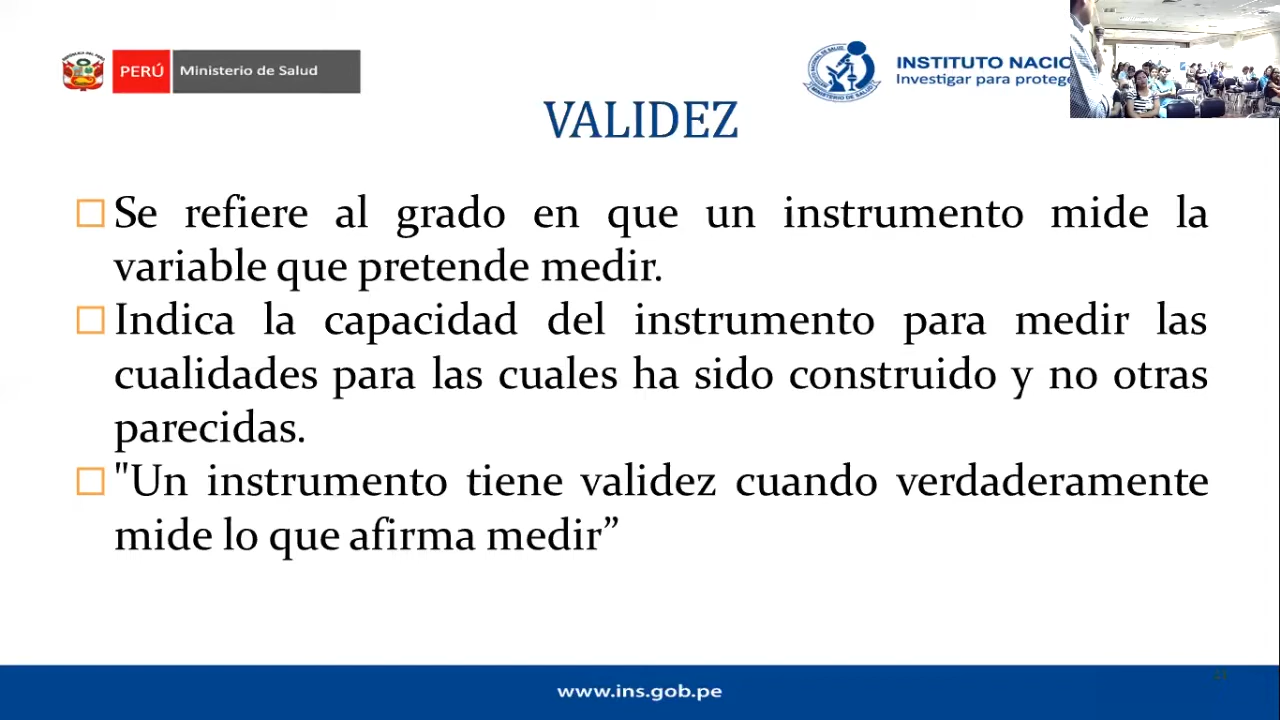 PERÚ Ministerio de Salud
INSTITUTO NACIO
Investigar para proteg
VALIDEZ
Se refiere al grado en que un instrumento mide la
variable que pretende medir.
Indica la capacidad del instrumento para medir las
cualidades para las cuales ha sido construido y no otras
parecidas.
"Un instrumento tiene validez cuando verdaderamente
mide lo que afirma medir”
www.ins.gob.pe